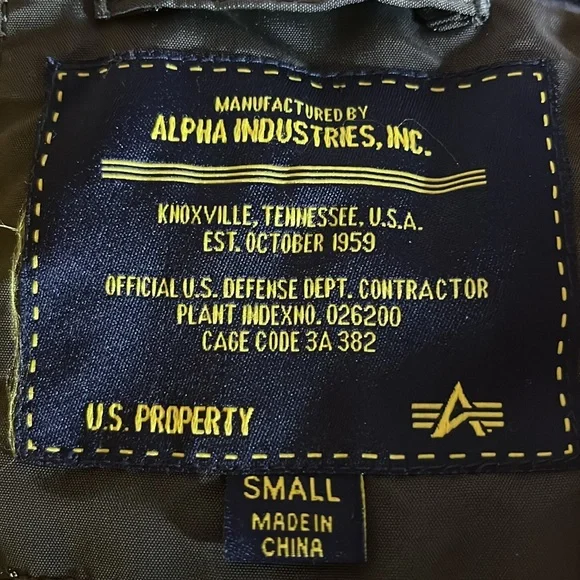 MANUFACTURED BY
ALPHA INDUSTRIES, INC.
KNOXVILLE, TENNESSEE, U.S.A.
EST. OCTOBER 1959
OFFICIAL U.S. DEFENSE DEPT. CONTRACTOR
PLANT INDEXNO. 026200
CAGE CODE 3A 382
U.S. PROPERTY
SMALL
MADE IN
CHINA